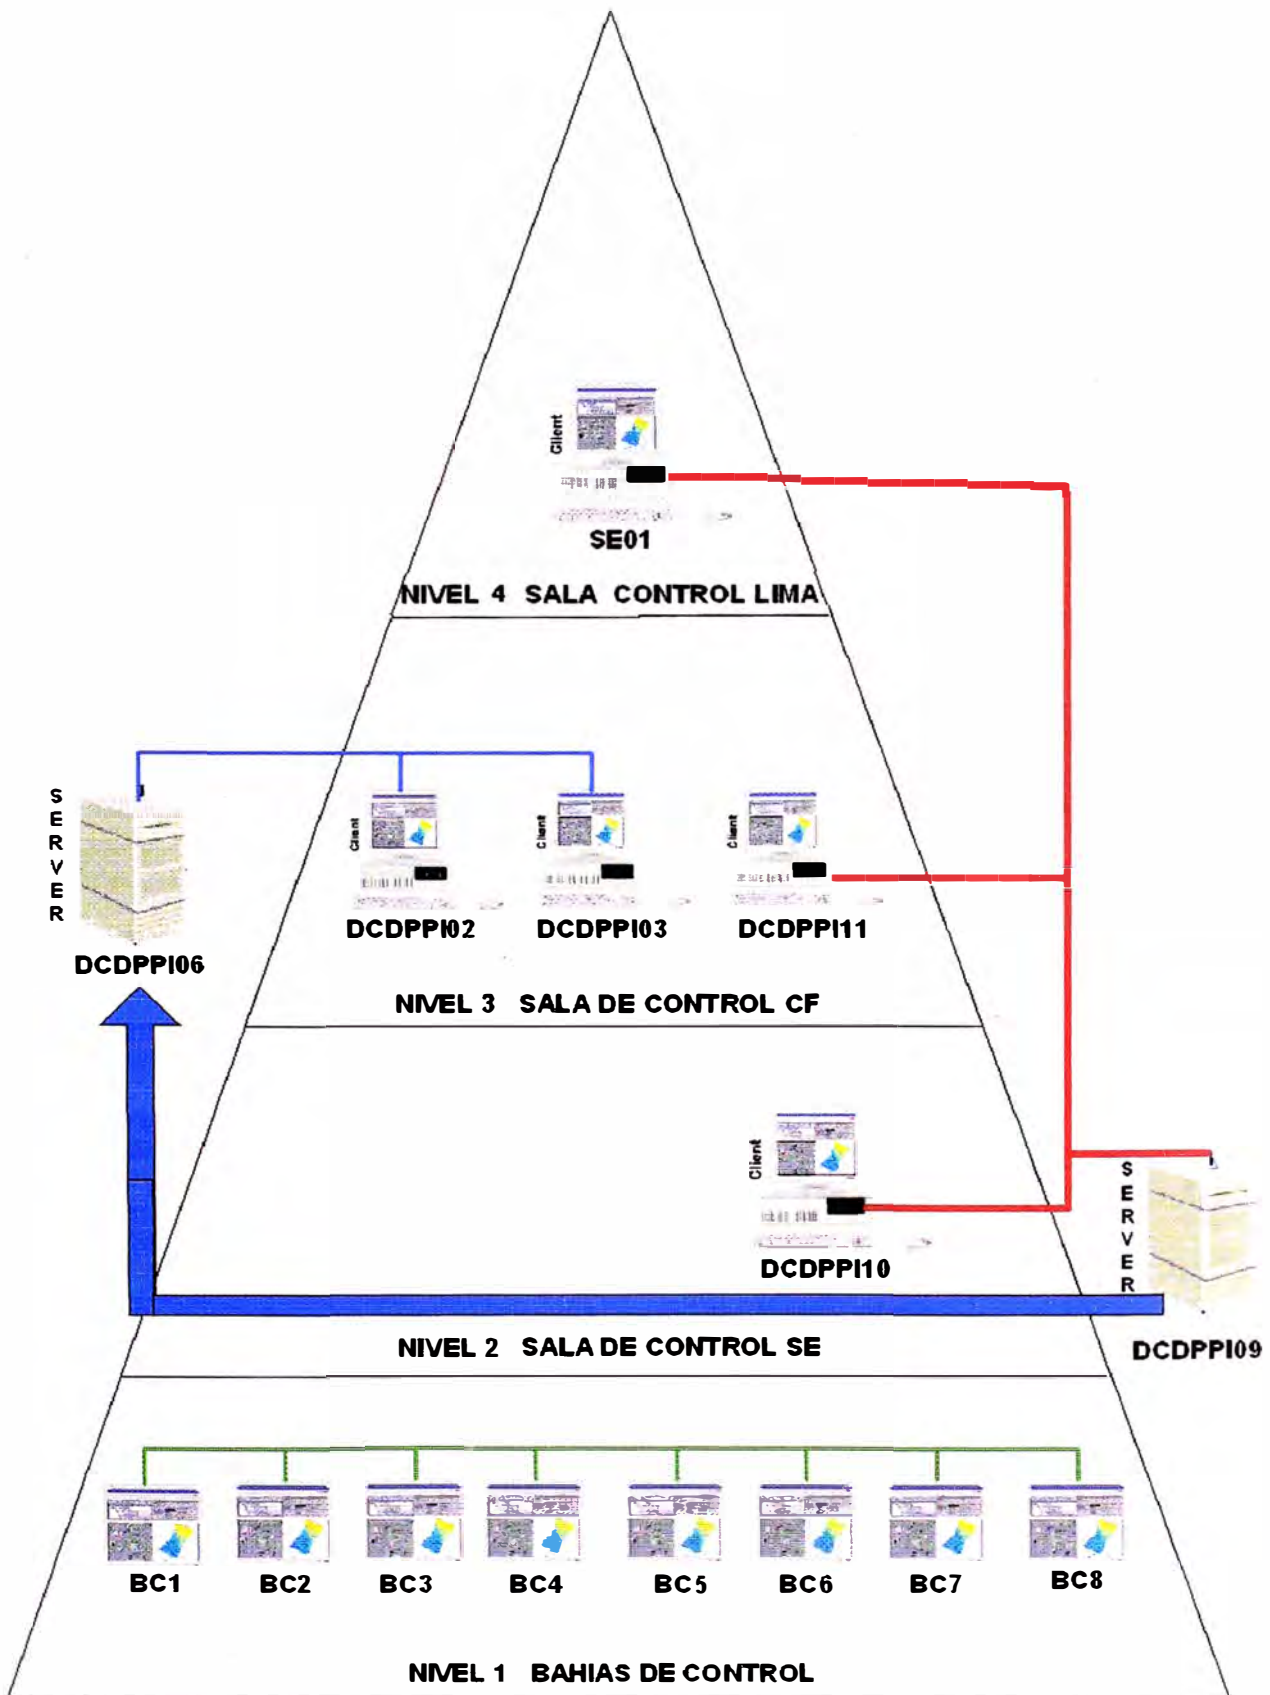 Client
SE01
NIVEL 4 SALA CONTROL LIMA
SERVER
Client
Client
Client
DCDPPI02
DCDPPI03
DCDPPI11
DCDPPI06
NIVEL 3 SALA DE CONTROL CF
Client
SERVER
DCDPPI10
NIVEL 2 SALA DE CONTROL SE
DCDPPI09
BC1
BC2
BC3
BC4
BC5
BC6
BC7
BC8
NIVEL 1 BAHIAS DE CONTROL